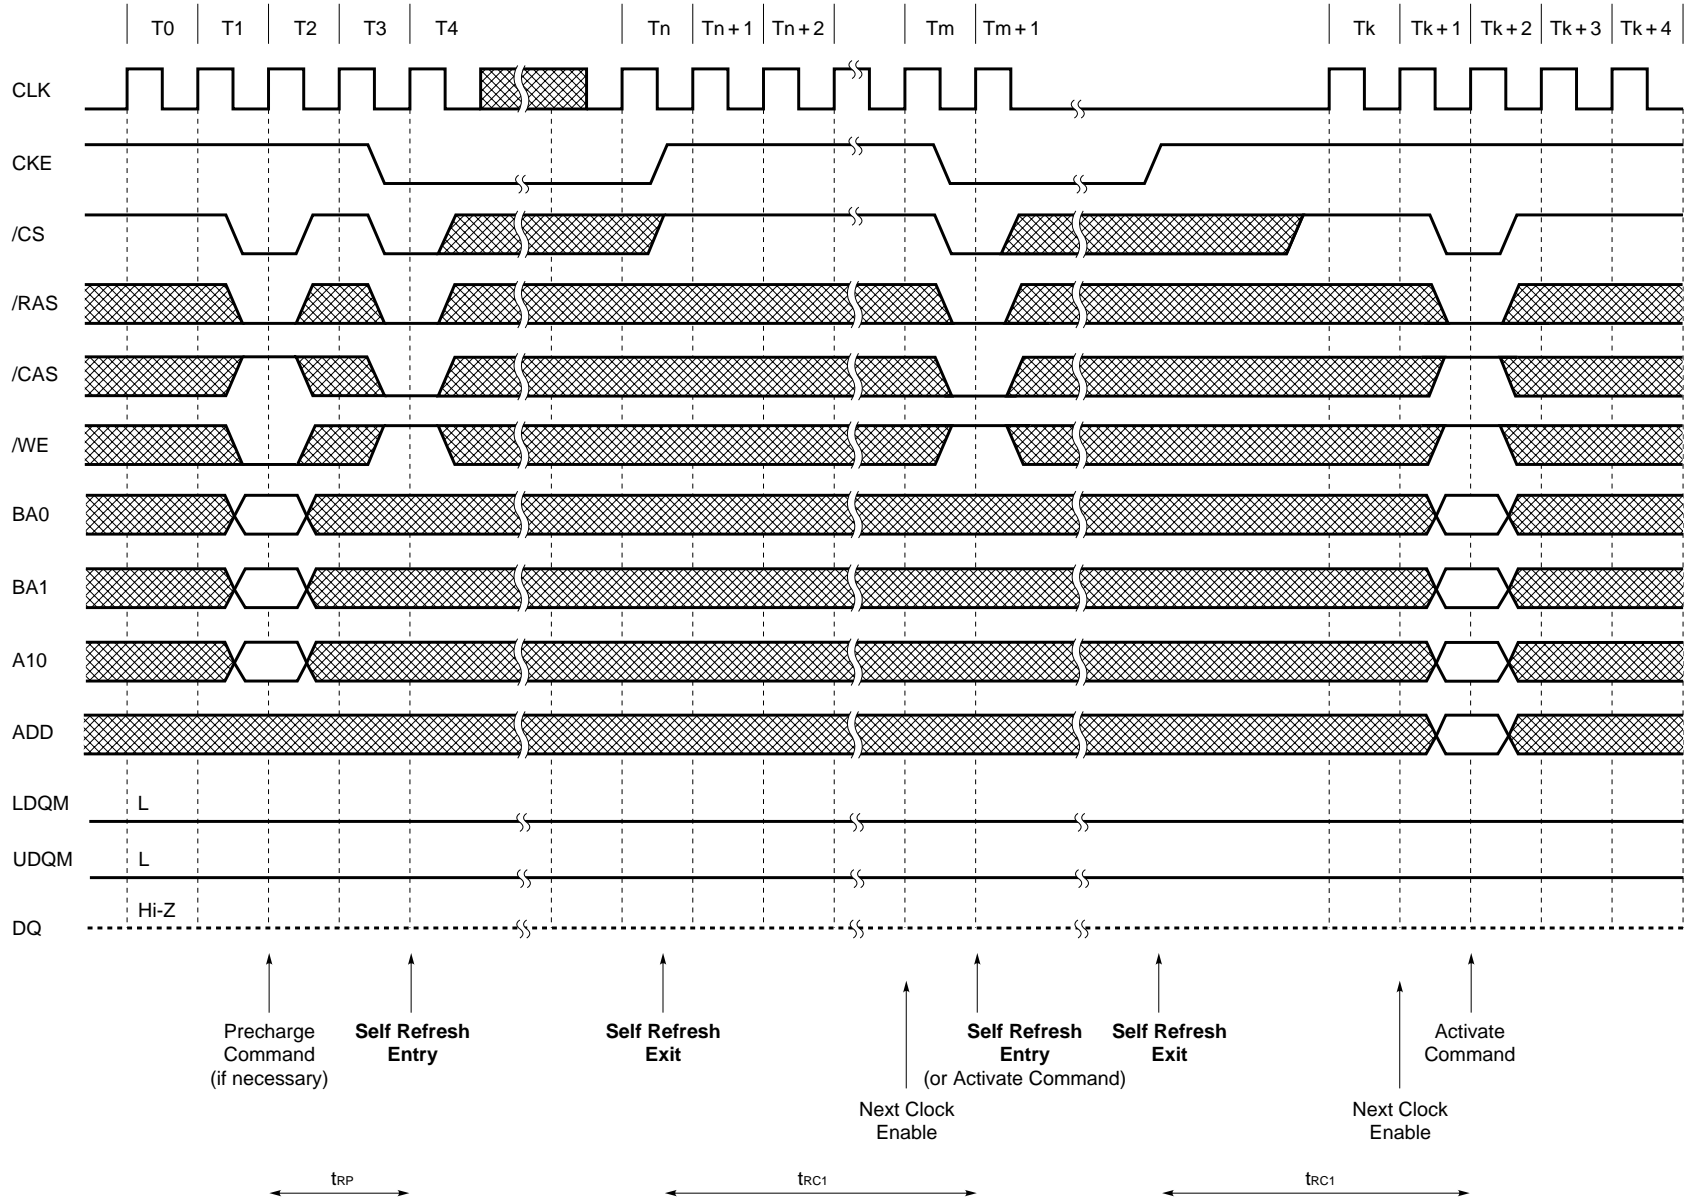 T0 T1 T2 T3 T4 Tn Tn + 1 Tn + 2 Tm Tm + 1 Tk Tk + 1 Tk + 2 Tk + 3 Tk + 4
CLK
CKE
/CS
/RAS
/CAS
/WE
BA0
BA1
A10
ADD
LDQM L
UDQM L
Hi-Z
DQ
Precharge
Command
(if necessary)
Self Refresh
Entry
Self Refresh
Exit
Next Clock
Enable
Self Refresh
Entry
(or Activate Command)
Self Refresh
Exit
Next Clock
Enable
Activate
Command
tRP tRC1 tRC1